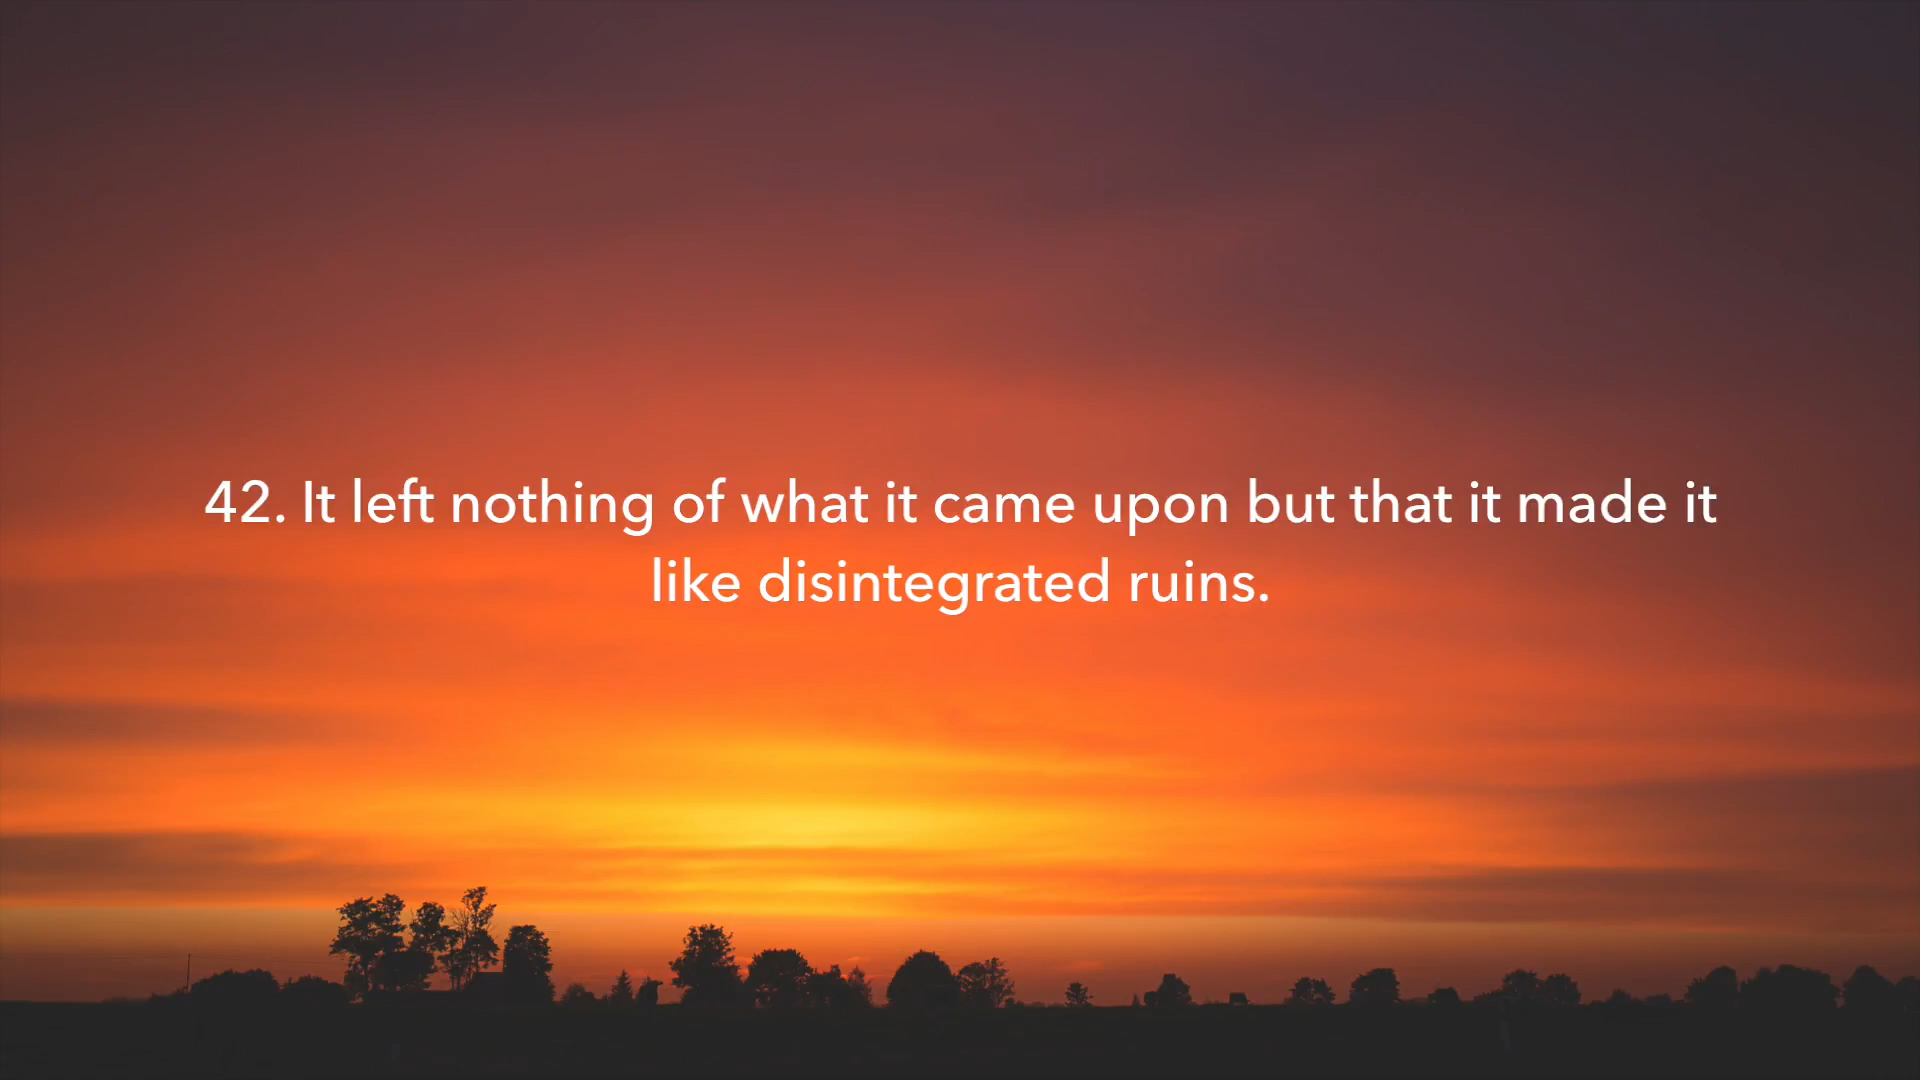 42. It left nothing of what it came upon but that it made it
like disintegrated ruins.